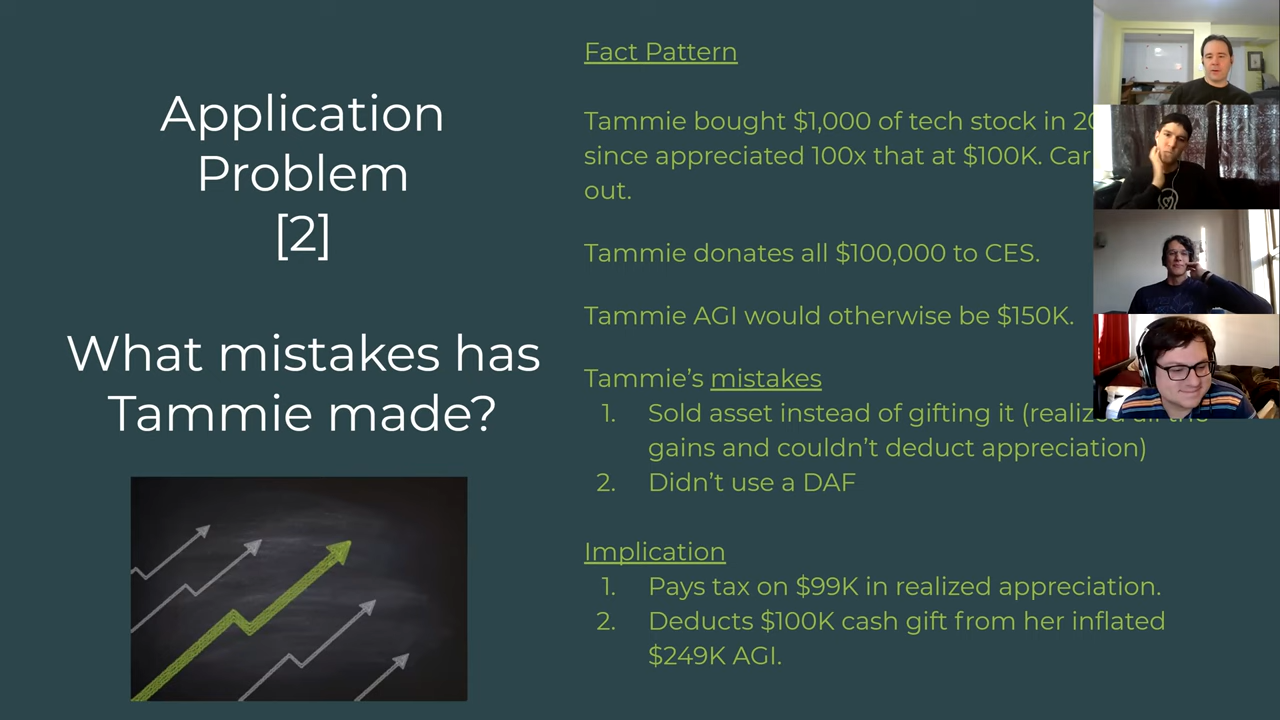 Application
Problem
[2]
What mistakes has
Tammie made?
Fact Pattern
Tammie bought $1,000 of tech stock in
since appreciated 100x that at $100K.
out.
Tammie donates all $100,000 to CES.
Tammie AGI would otherwise be $150K.
Tammie’s mistakes
1. Sold asset instead of gifting it
gains and couldn’t deduct appreciation)
2. Didn’t use a DAF
Implication
1. Pays tax on $99K in realized appreciation.
2. Deducts $100K cash gift from her inflated
$249K AGI.